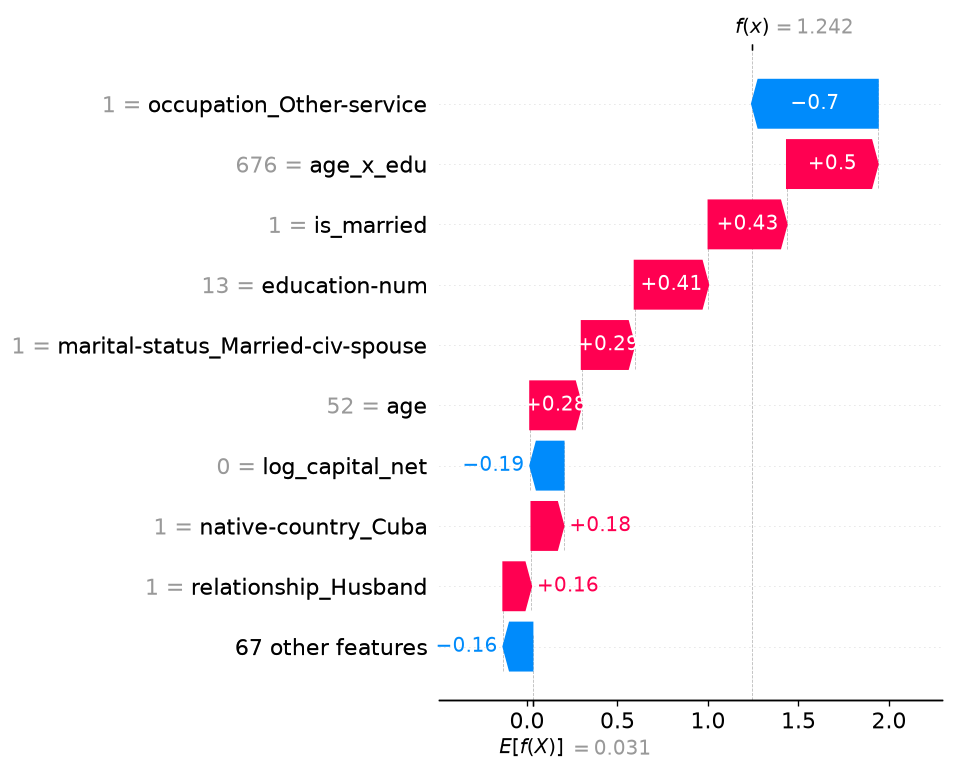 f(x) = 1.242
1 = occupation_Other-service
−0.7
676 = age_x_edu
+0.5
1 = is_married
+0.43
13 = education-num
+0.41
1 = marital-status_Married-civ-spouse
+0.29
52 = age
+0.28
0 = log_capital_net
−0.19
1 = native-country_Cuba
+0.18
1 = relationship_Husband
+0.16
67 other features
−0.16
0.0 0.5 1.0 1.5 2.0
E[f(X)] = 0.031